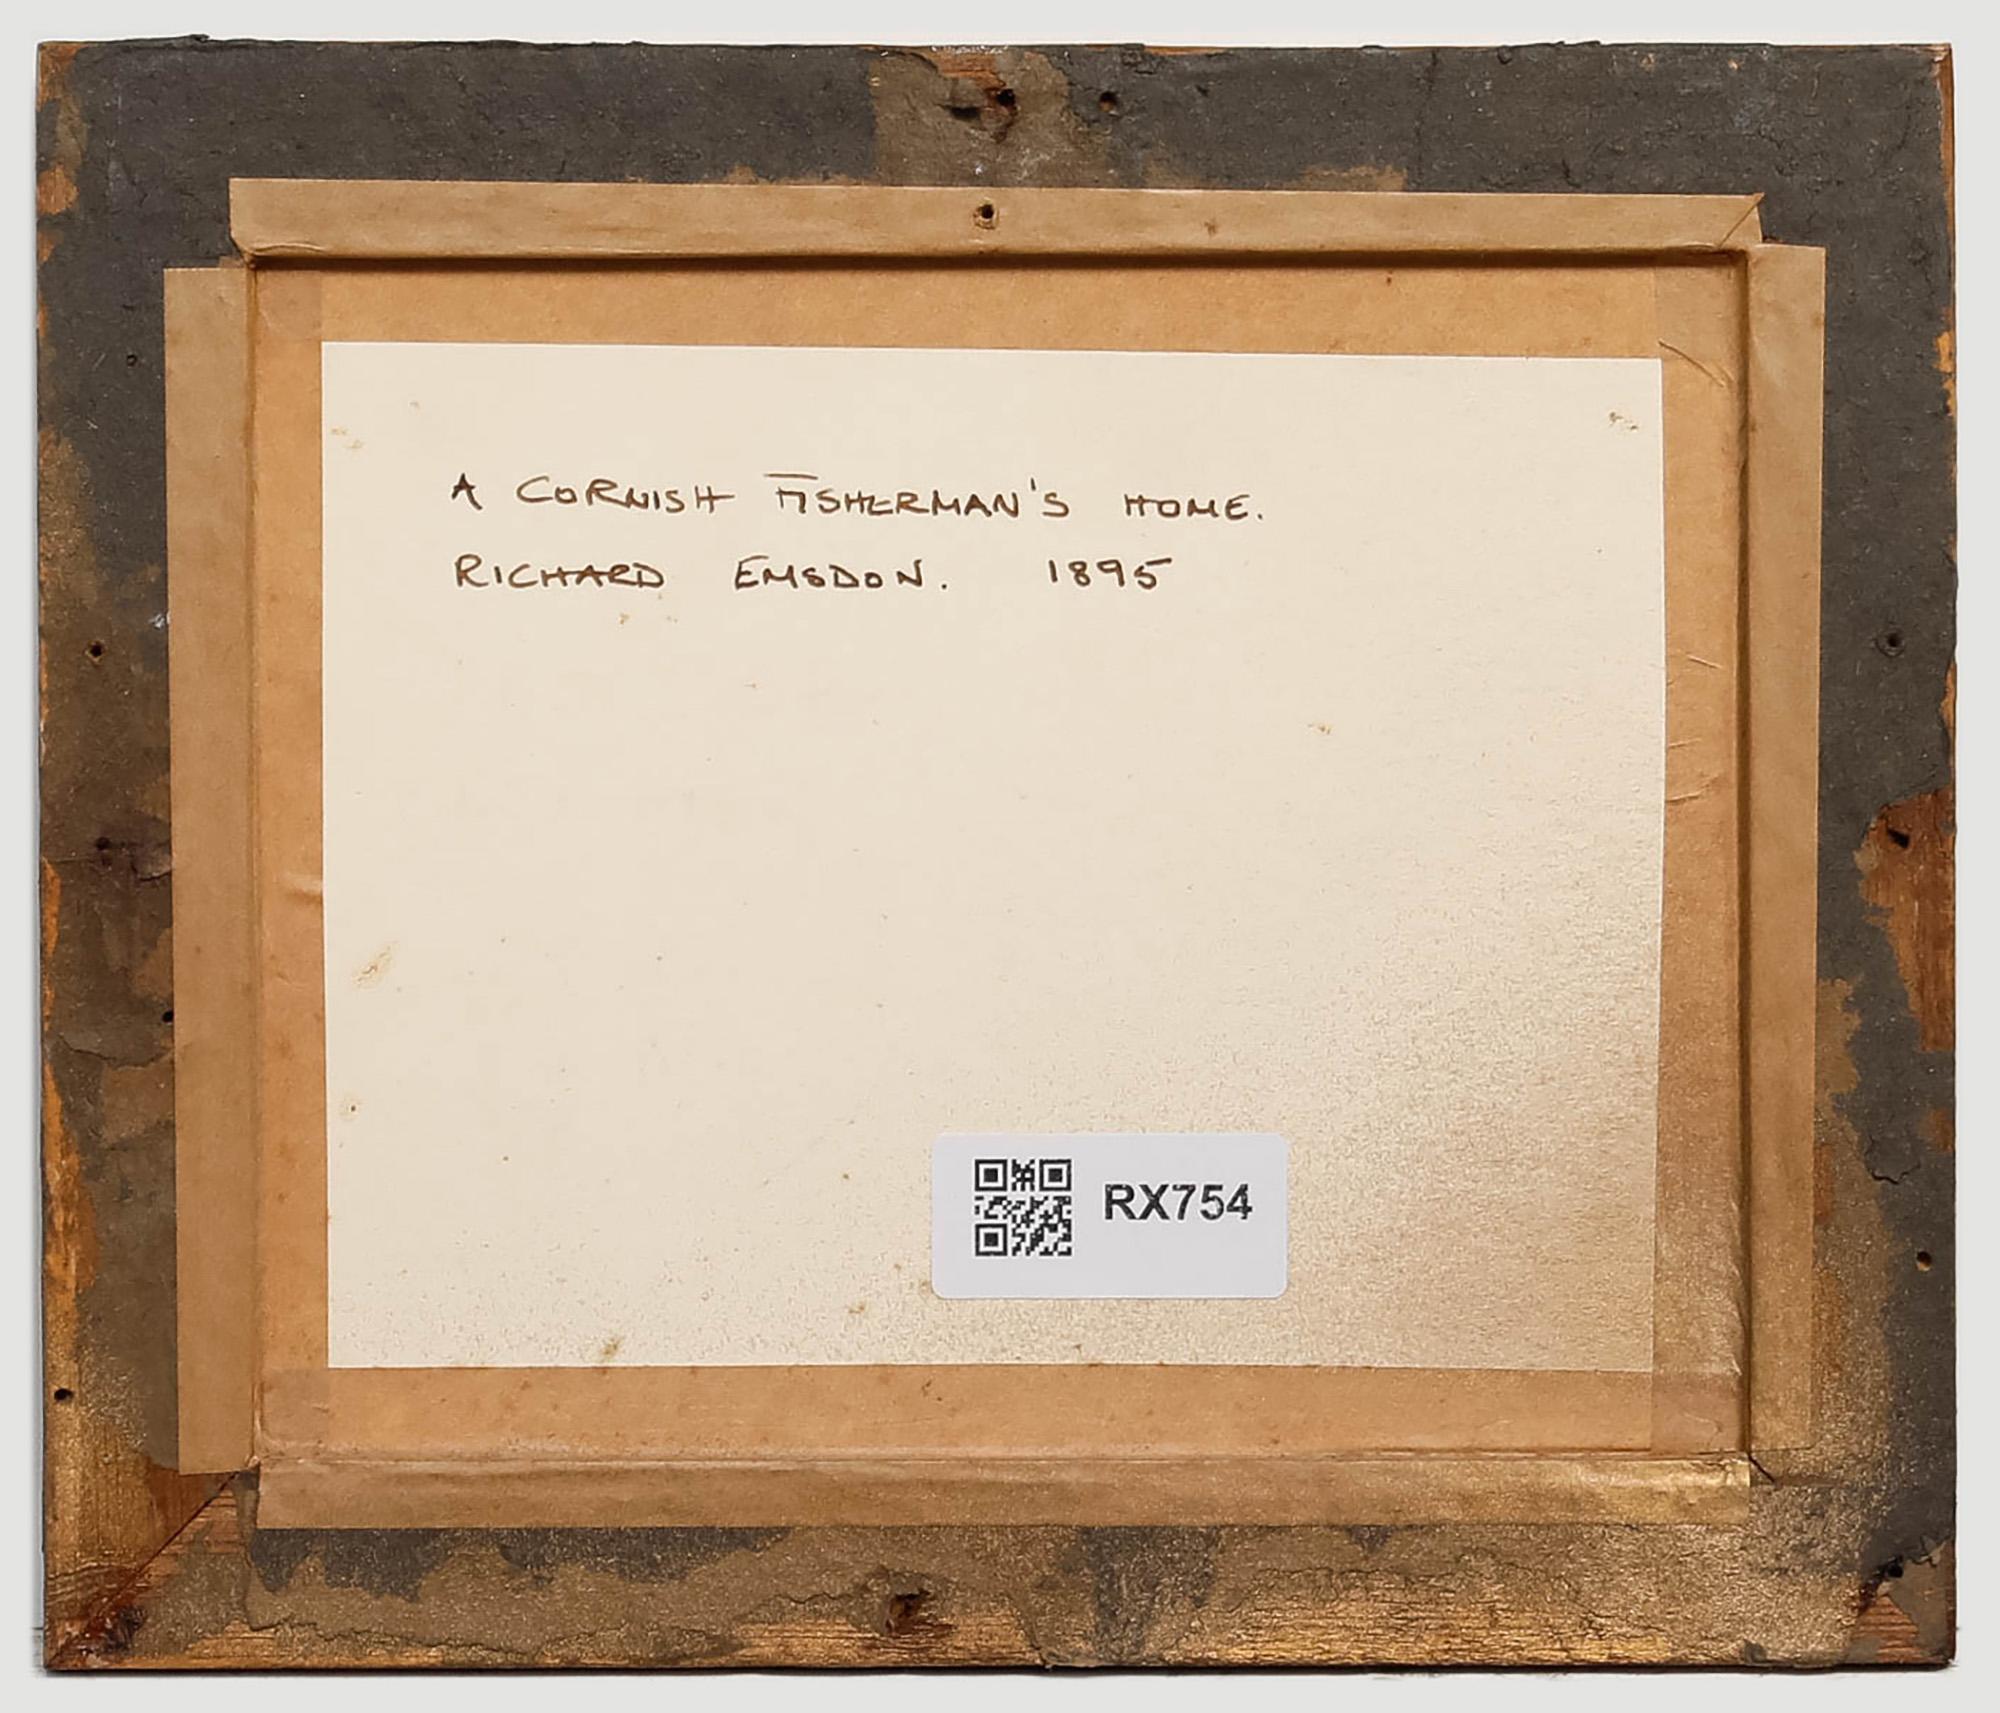 A CORNISH FISHERMAN'S HOME.
RICHARD EMSDON. 1895
RX754